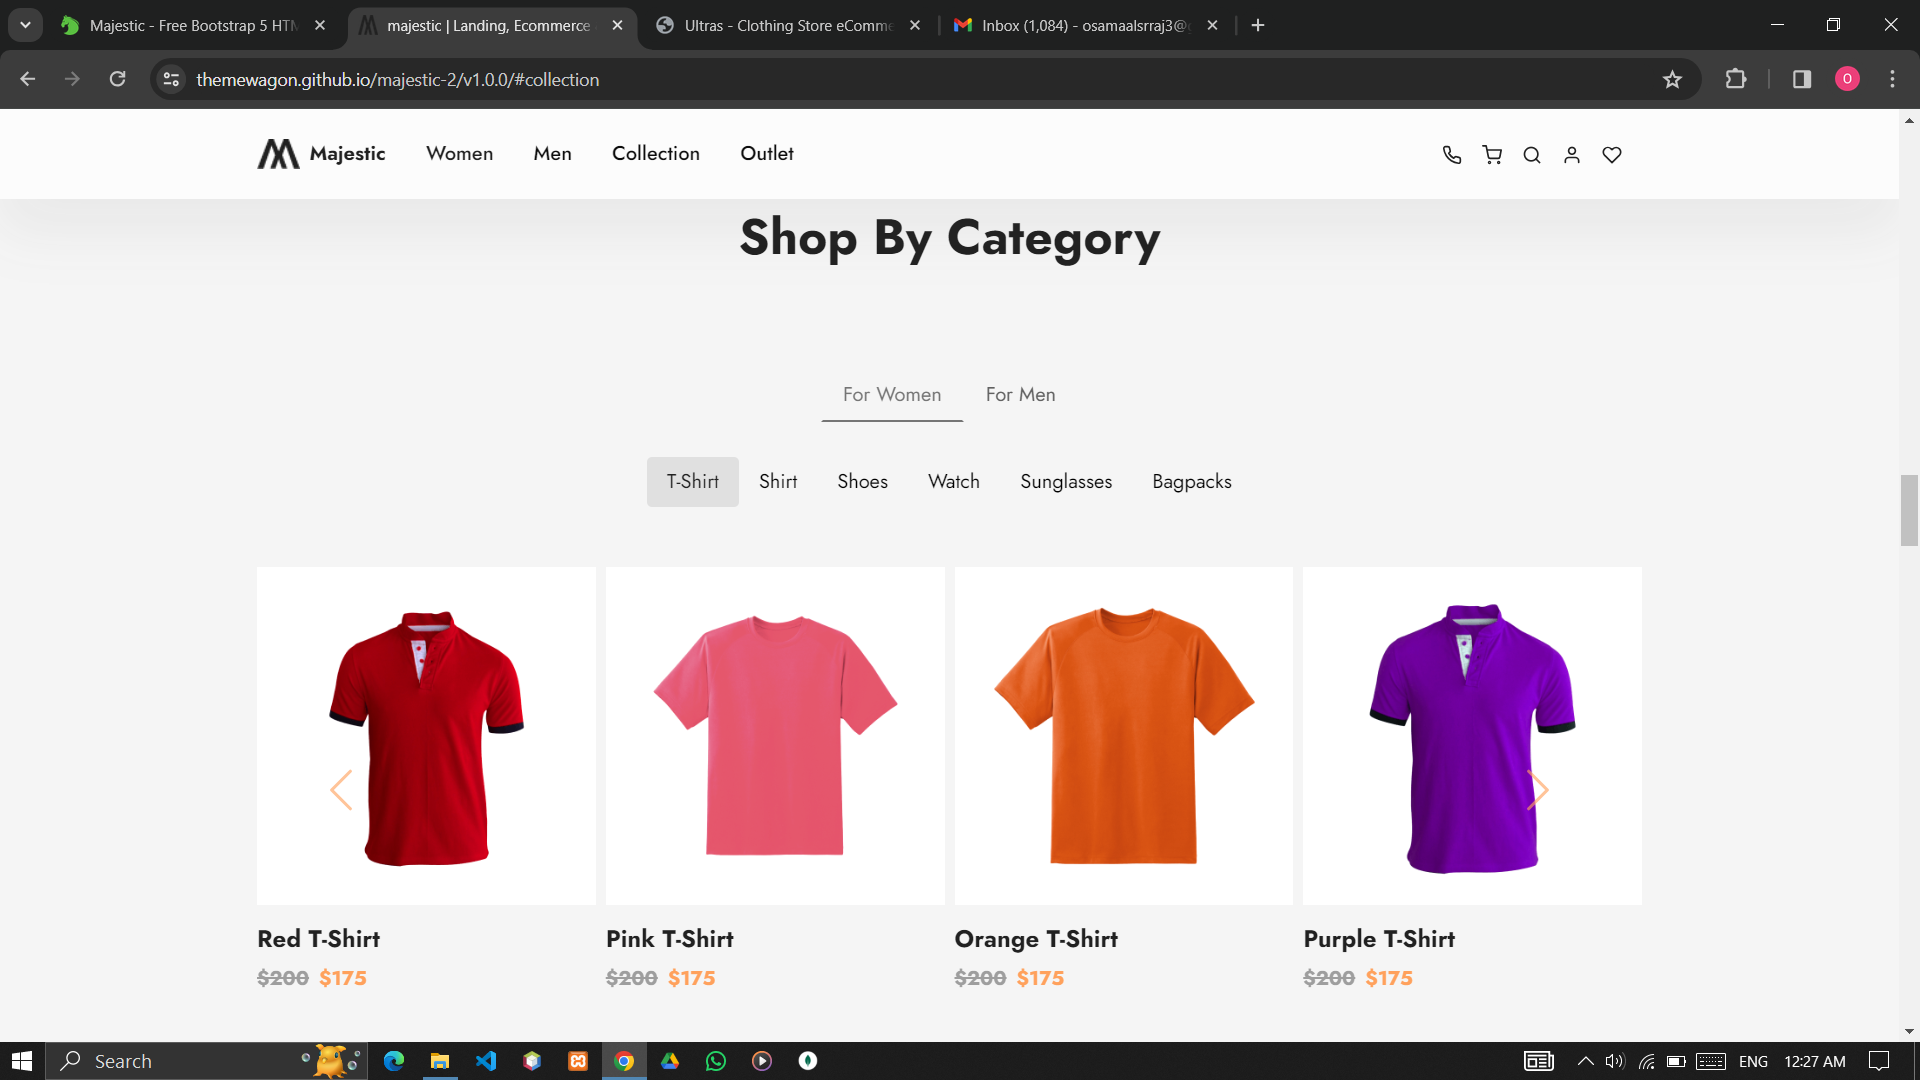 Majestic - Free Bootstrap 5 HTM
majestic | Landing, Ecommerce
Ultras - Clothing Store eComme
Inbox (1,084) - osamaalsrraj3@
themewagon.github.io/majestic-2/v1.0.0/#collection
O
Majestic Women Men Collection Outlet
Shop By Category
For Women For Men
T-Shirt Shirt Shoes Watch Sunglasses Bagpacks
Red T-Shirt
$200 $175
Pink T-Shirt
$200 $175
Orange T-Shirt
$200 $175
Purple T-Shirt
$200 $175
Search
ENG 12:27 AM